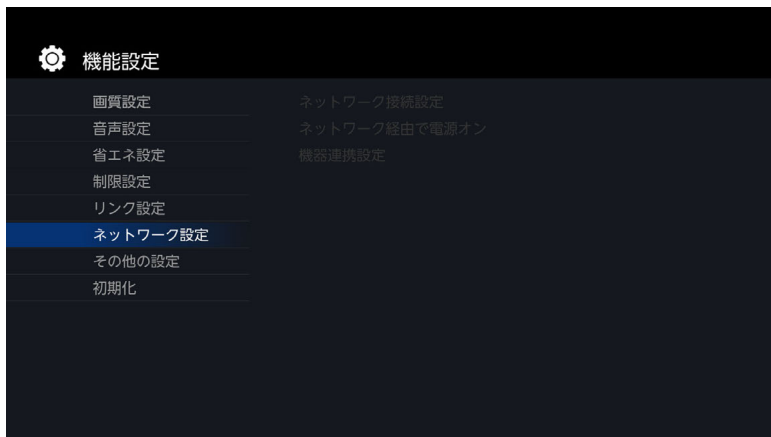 機能設定
画質設定
音声設定
省エネ設定
制限設定
リンク設定
ネットワーク設定
その他の設定
初期化
ネットワーク接続設定
ネットワーク経由で電源オン
機器連携設定